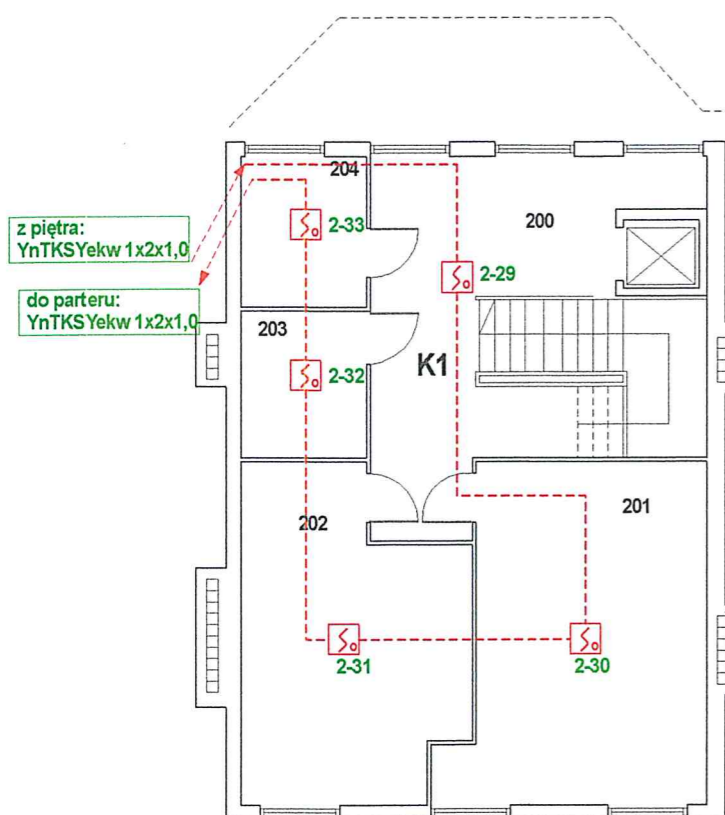 204
200
z piętra:
YnTKSYekw 1x2x1,0
2-33
2-29
do parteru:
YnTKSYekw 1x2x1,0
203
K1
2-32
201
202
2-31
2-30